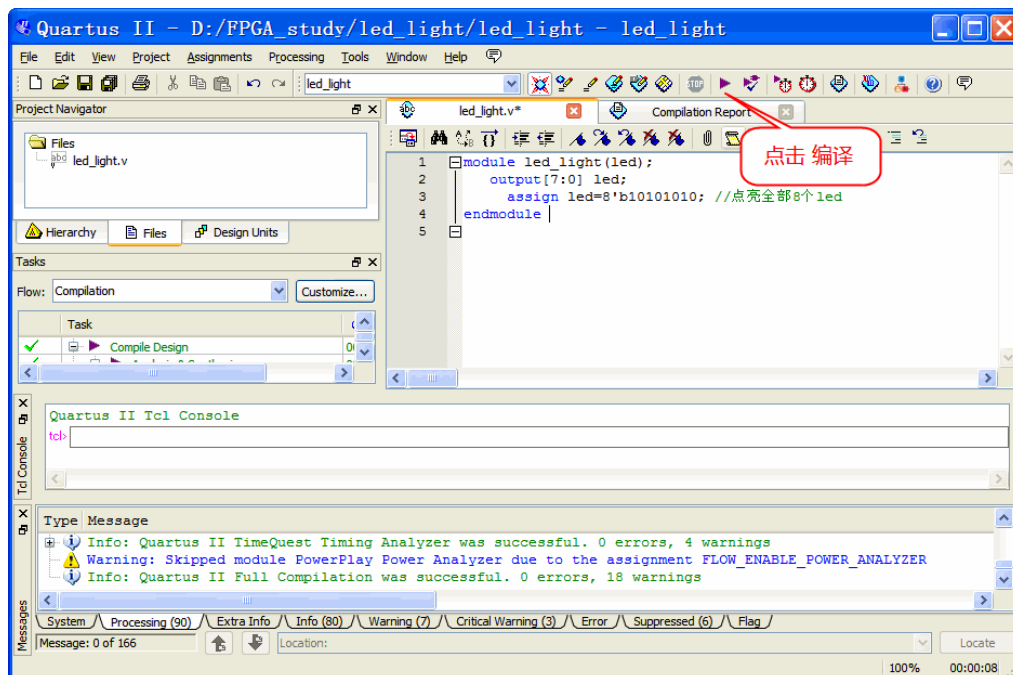 Quartus II - D:/FPGA_study/led_light/led_light - led_light
File Edit View Project Assignments Processing Tools Window Help
led_light
STOP
Project Navigator
Files
led_light.v
Hierarchy Files Design Units
Tasks
Flow: Compilation Customize...
Task
Compile Design
led_light.v* Compilation Report
点击 编译
1 module led_light(led);
2 output[7:0] led;
3 assign led=8'b10101010; //点亮全部8个led
4 endmodule
5
Tcl Console
Quartus II Tcl Console
tcl>
Messages
Type Message
Info: Quartus II TimeQuest Timing Analyzer was successful. 0 errors, 4 warnings
Warning: Skipped module PowerPlay Power Analyzer due to the assignment FLOW_ENABLE_POWER_ANALYZER
Info: Quartus II Full Compilation was successful. 0 errors, 18 warnings
System Processing (90) Extra Info Info (80) Warning (7) Critical Warning (3) Error Suppressed (6) Flag
Message: 0 of 166 Location: Locate
100% 00:00:08